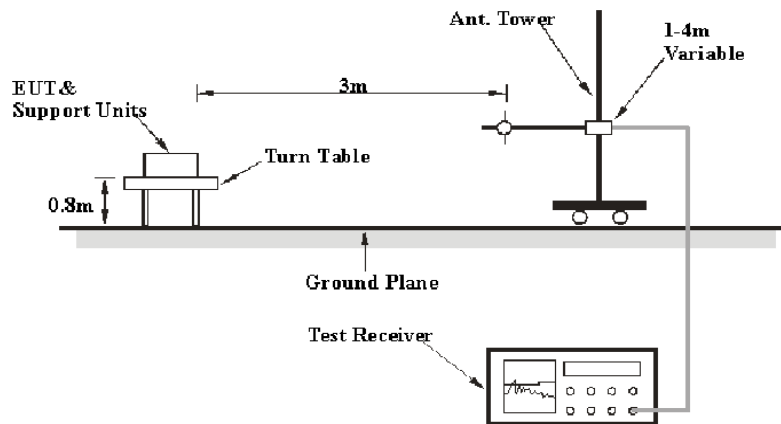 Ant. Tower
1-4m
Variable
EUT &
Support Units
3m
Turn Table
0.8m
Ground Plane
Test Receiver